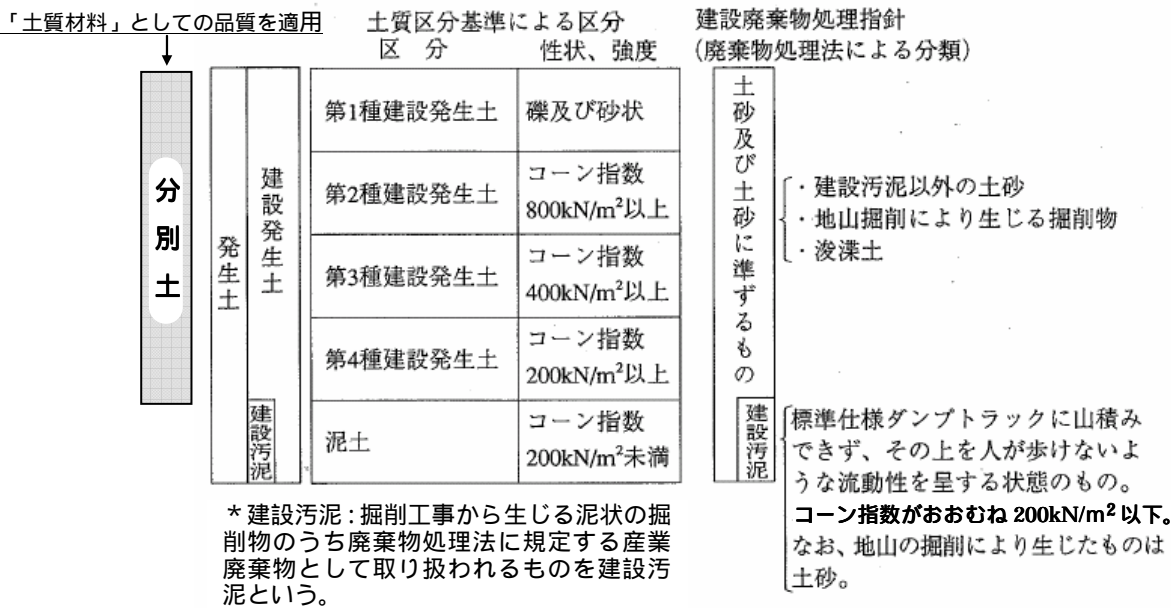 「土質材料」としての品質を適用
土質区分基準による区分
区　分
性状、強度
建設廃棄物処理指針
(廃棄物処理法による分類)
分別土
発生土
建設発生土
建設汚泥
第1種建設発生土
礫及び砂状
第2種建設発生土
コーン指数
800kN/m²以上
第3種建設発生土
コーン指数
400kN/m²以上
第4種建設発生土
コーン指数
200kN/m²以上
泥土
コーン指数
200kN/m²未満
土砂及び土砂に準ずるもの
・建設汚泥以外の土砂
・地山掘削により生じる掘削物
・浚渫土
建設汚泥
標準仕様ダンプトラックに山積み
できず、その上を人が歩けないよ
うな流動性を呈する状態のもの。
コーン指数がおおむね 200kN/m² 以下。
なお、地山の掘削により生じたものは
土砂。
＊建設汚泥：掘削工事から生じる泥状の掘
削物のうち廃棄物処理法に規定する産業
廃棄物として取り扱われるものを建設汚
泥という。